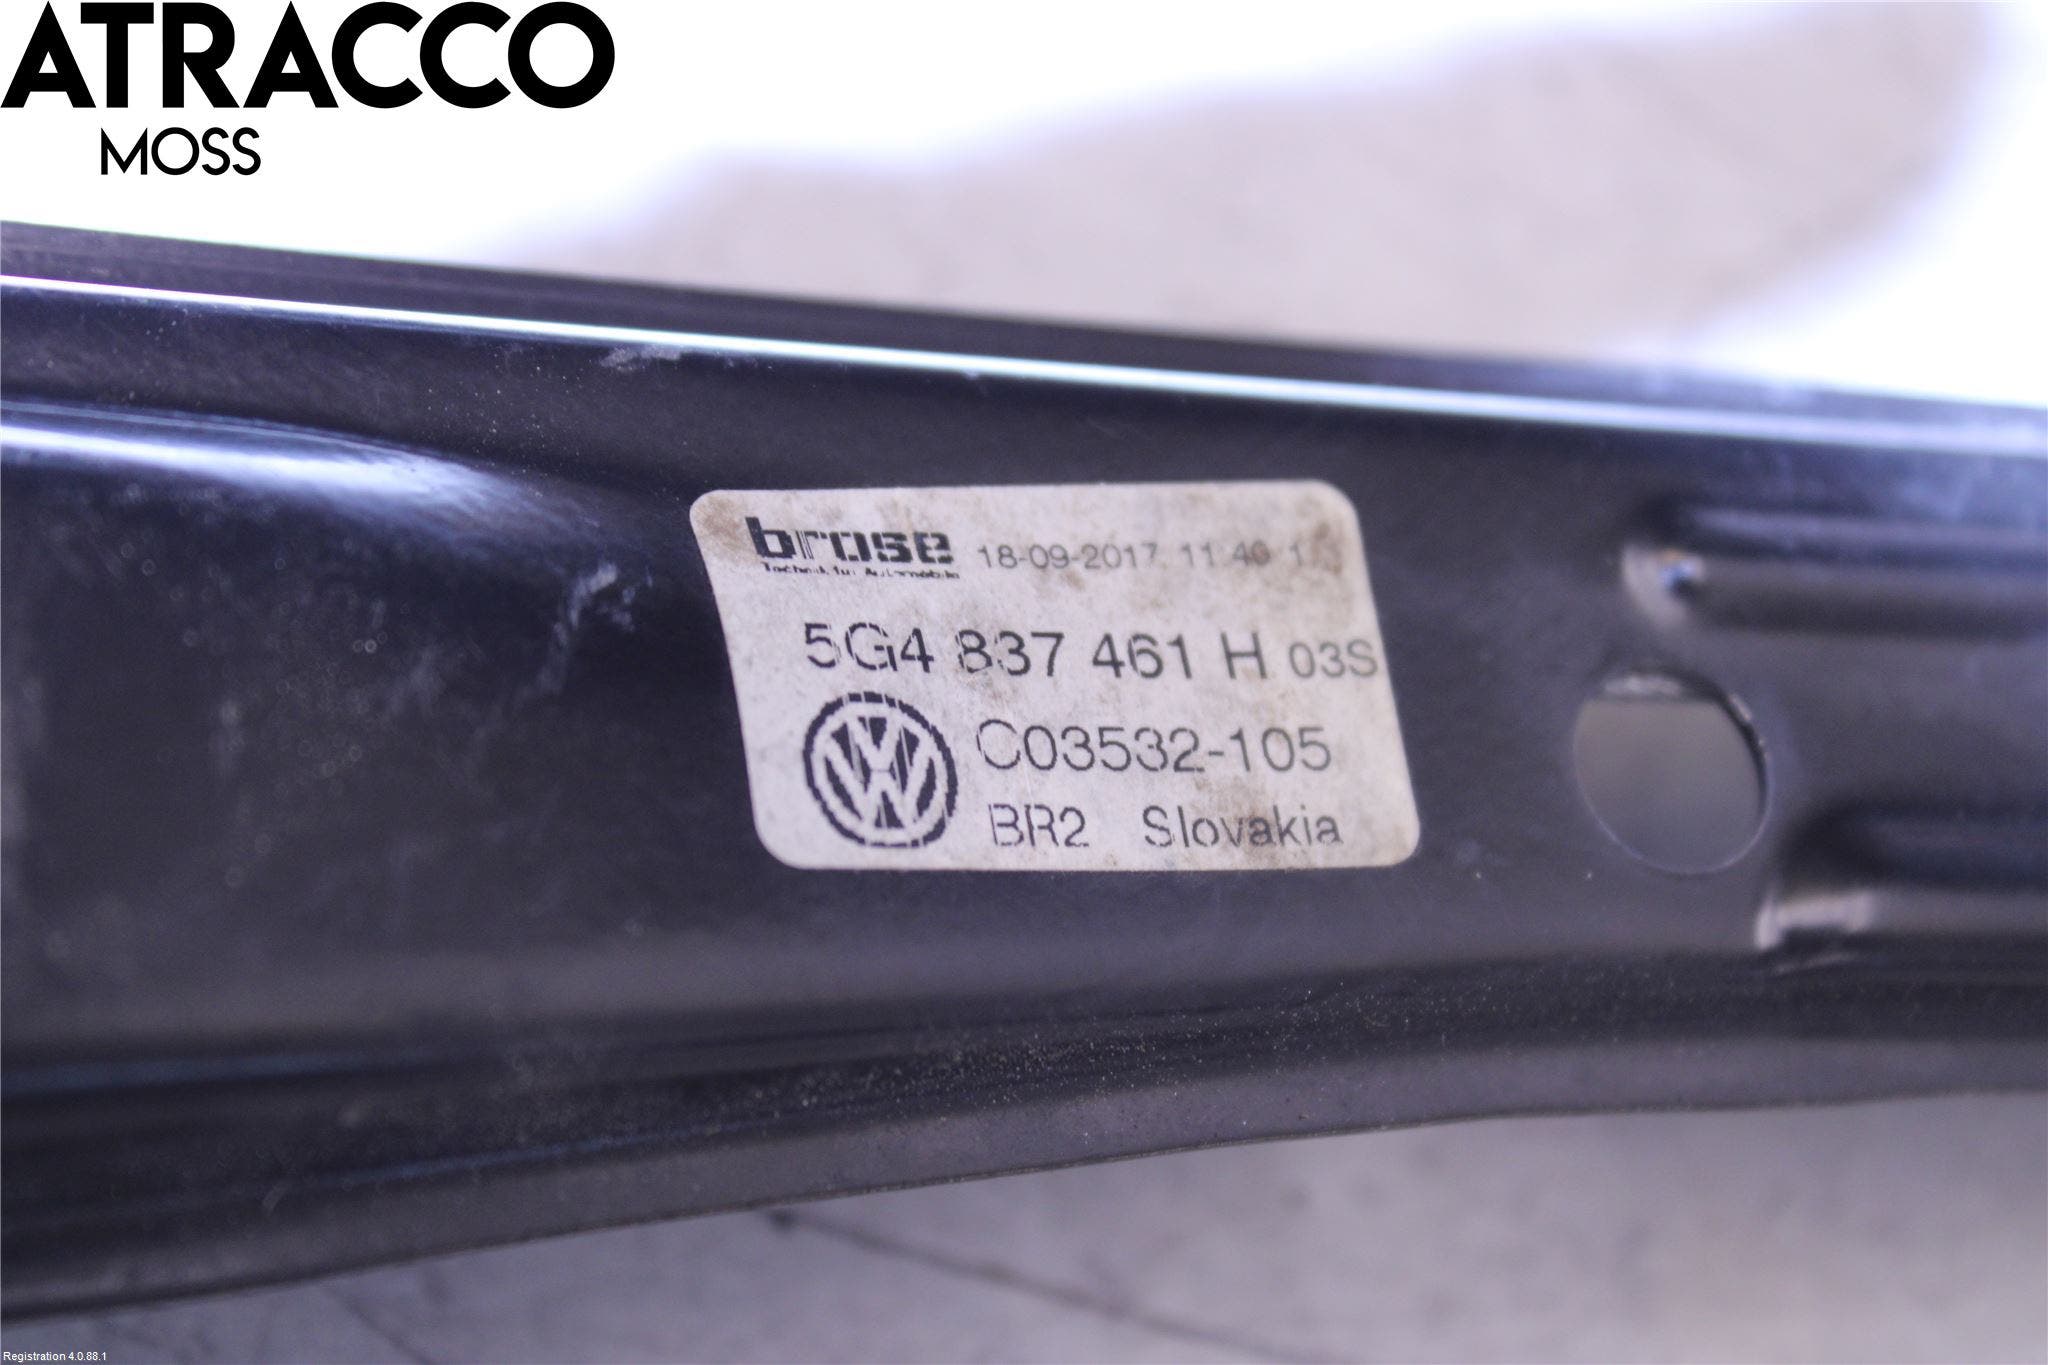 ATRACCO
MOSS
brose 18-09-2017
5G4 837 461 H 03S
C03532-105
BR2 Slovakia
Registration 4.0.88.1